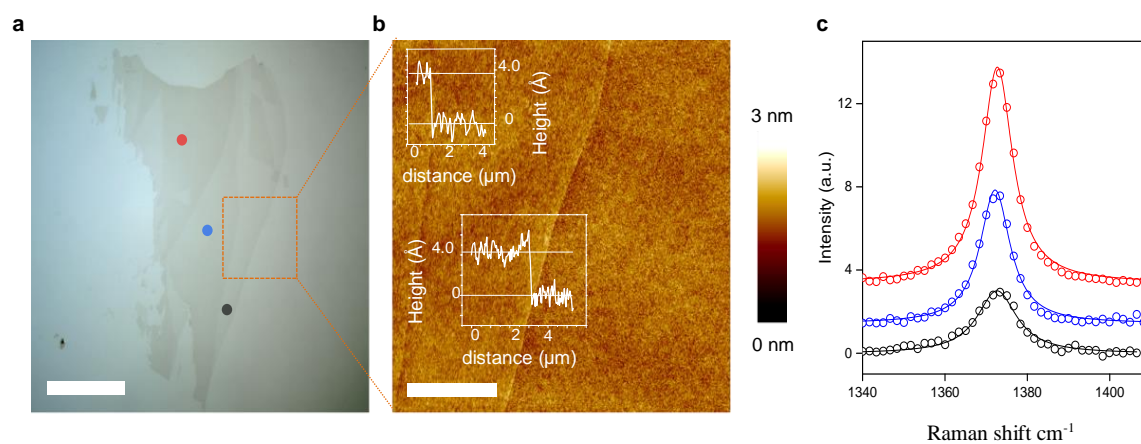 a
b
c
4.0
0
Height (Å)
0 2 4
distance (µm)
4.0
0
Height (Å)
0 2 4
distance (µm)
3 nm
0 nm
12
8
4
0
Intensity (a.u.)
1340 1360 1380 1400
Raman shift cm-1